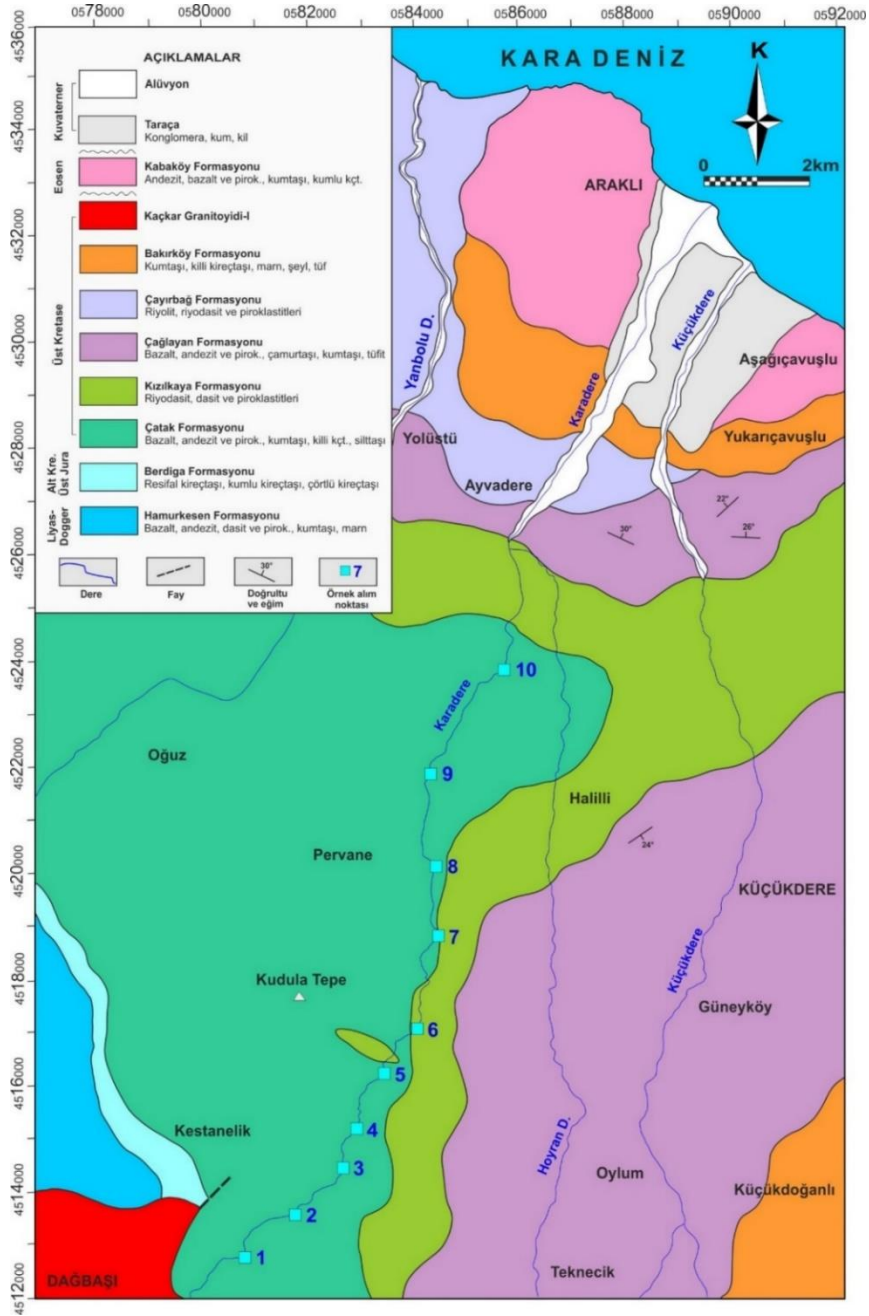 0578000 0580000 0582000 0584000 0586000 0588000 0590000 0592000
4536000
4534000
4532000
4530000
4528000
4526000
4524000
4522000
4520000
4518000
4516000
4514000
4512000
AÇIKLAMALAR
Kuvaterner
Alüvyon
Taraça
Konglomera, kum, kil
Eosen
Kabaköy Formasyonu
Andezit, bazalt ve pirok., kumtaşı, kumlu kçt.
Üst Kretase
Kaçkar Granitoyidi-I
Bakırköy Formasyonu
Kumtaşı, killi kireçtaşı, marn, şeyl, tüf
Çayırbağ Formasyonu
Riyolit, riyodasit ve piroklastitleri
Çağlayan Formasyonu
Bazalt, andezit ve pirok., çamurtaşı, kumtaşı, tüfit
Kızılkaya Formasyonu
Riyodasit, dasit ve piroklastitleri
Çatak Formasyonu
Bazalt, andezit ve pirok., kumtaşı, killi kçt., silttaşı
Alt Kre.
Üst Jura
Berdiga Formasyonu
Resifal kireçtaşı, kumlu kireçtaşı, çörtlü kireçtaşı
Liyas-
Dogger
Hamurkesen Formasyonu
Bazalt, andezit, dasit ve pirok., kumtaşı, marn
Dere
Fay
30°
Doğrultu
ve eğim
7
Örnek alım
noktası
KARA DENİZ
K
0 2km
ARAKLI
Yanbolu D.
Karadere
Küçükdere
Aşağıçavuşlu
Yolüstü
Yukarıçavuşlu
Ayvadere
22°
30°
26°
10
Karadere
Oğuz
9
Halilli
Pervane
24°
8
KÜÇÜKDERE
7
Küçükdere
Kudula Tepe
Güneyköy
6
5
Kestanelik
4
Hoyran D.
3
Oylum
Küçükdoğanlı
2
1
DAĞBAŞI
Teknecik